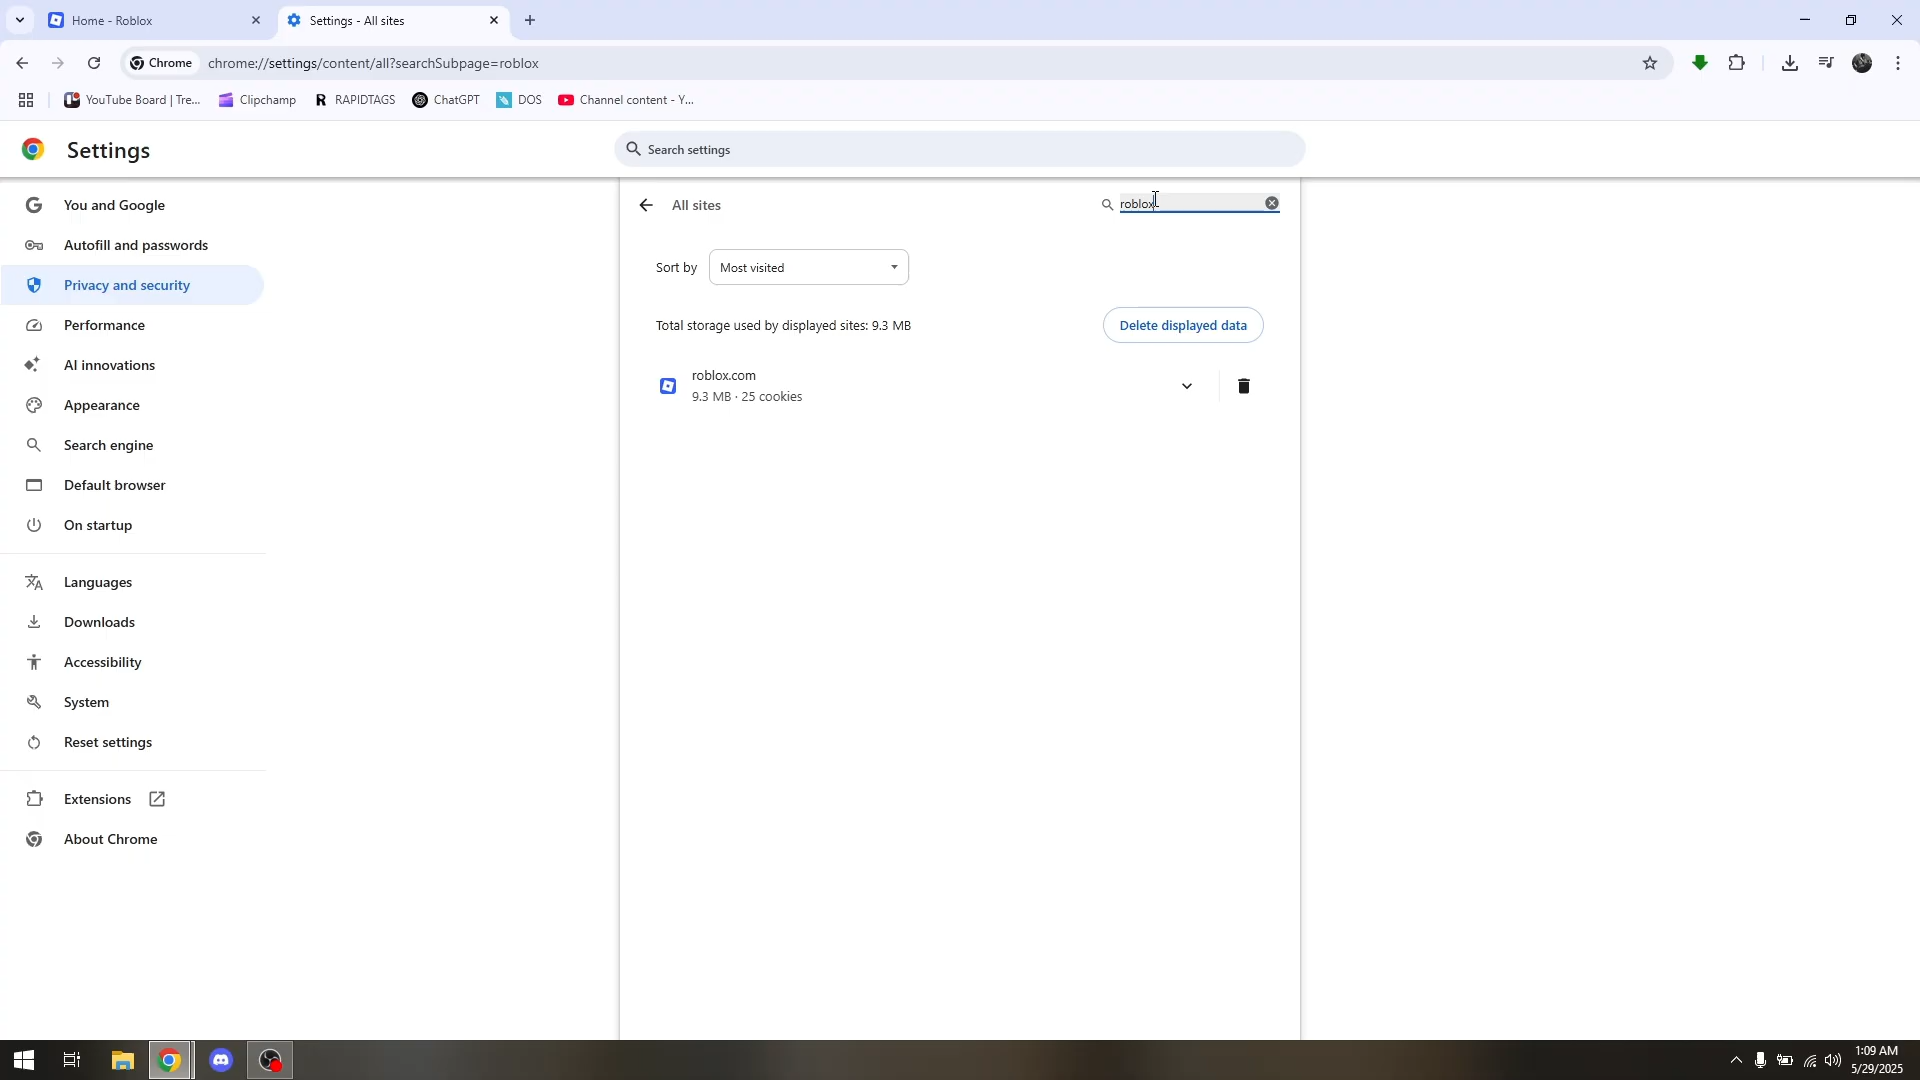 Home - Roblox
Settings - All sites
Chrome
chrome://settings/content/all?searchSubpage=roblox
YouTube Board | Tre...
Clipchamp
RAPIDTAGS
ChatGPT
DOS
Channel content - Y...
Settings
Search settings
You and Google
Autofill and passwords
Privacy and security
Performance
AI innovations
Appearance
Search engine
Default browser
On startup
Languages
Downloads
Accessibility
System
Reset settings
Extensions
About Chrome
All sites
roblox
Sort by
Most visited
Total storage used by displayed sites: 9.3 MB
Delete displayed data
roblox.com
9.3 MB · 25 cookies
1:09 AM
5/29/2025